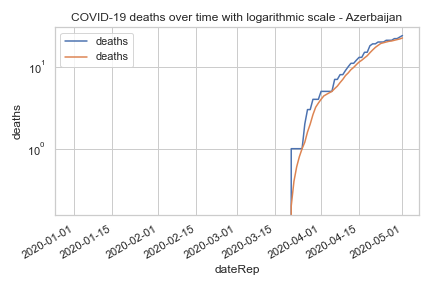 COVID-19 deaths over time with logarithmic scale - Azerbaijan
deaths
deaths
10¹
10⁰
deaths
2020-01-01
2020-01-15
2020-02-01
2020-02-15
2020-03-01
2020-03-15
2020-04-01
2020-04-15
2020-05-01
dateRep